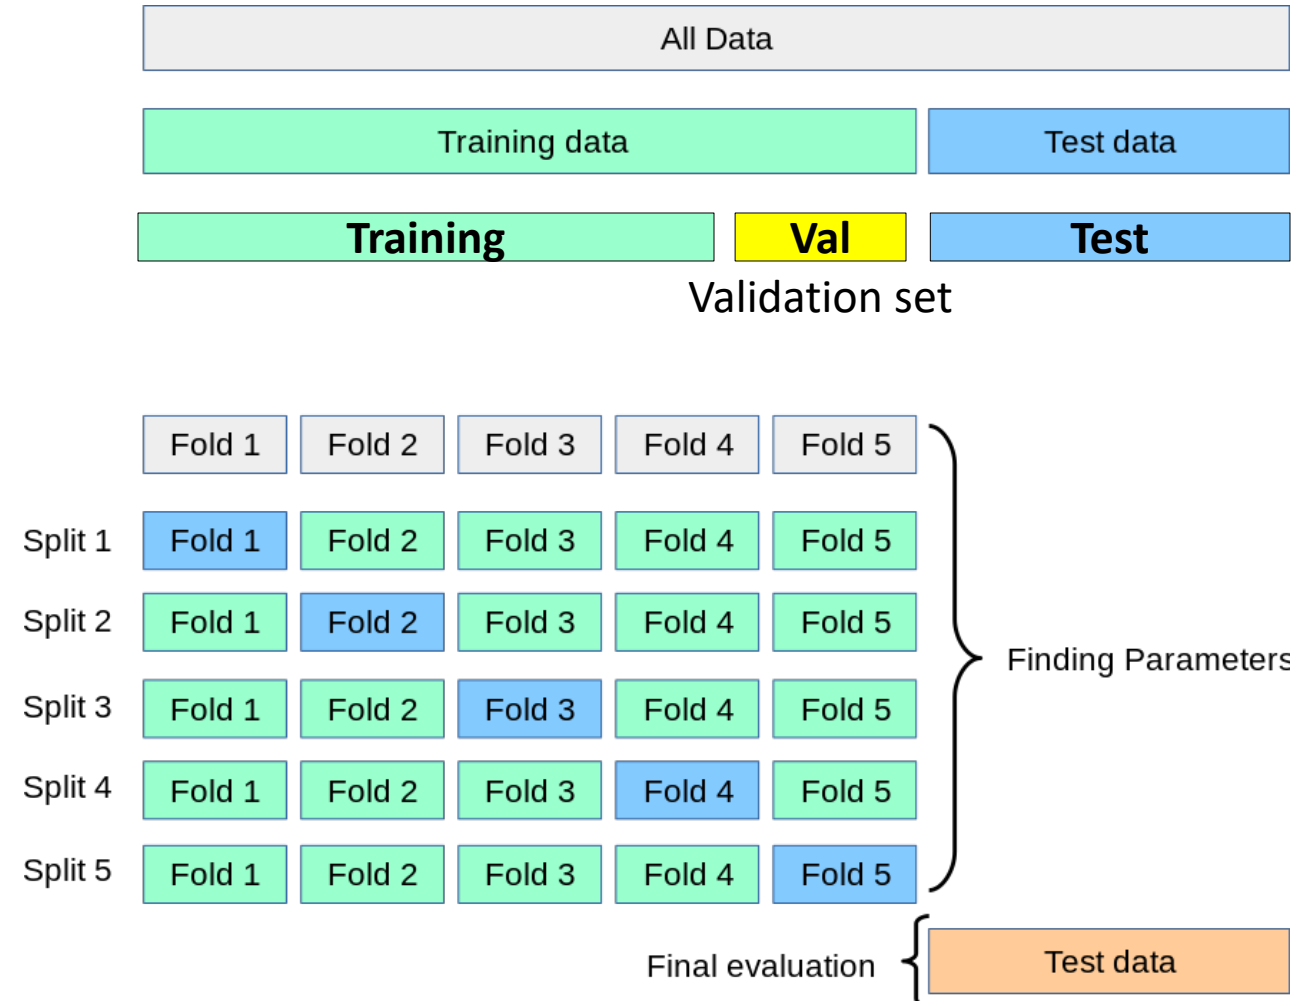 All Data
Training data Test data
Training Val Test
Validation set
Fold 1 Fold 2 Fold 3 Fold 4 Fold 5
Split 1 Fold 1 Fold 2 Fold 3 Fold 4 Fold 5
Split 2 Fold 1 Fold 2 Fold 3 Fold 4 Fold 5
Finding Parameters
Split 3 Fold 1 Fold 2 Fold 3 Fold 4 Fold 5
Split 4 Fold 1 Fold 2 Fold 3 Fold 4 Fold 5
Split 5 Fold 1 Fold 2 Fold 3 Fold 4 Fold 5
Final evaluation Test data